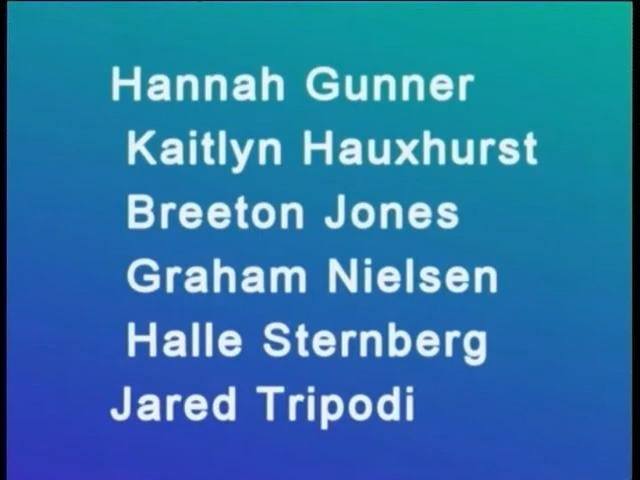 Hannah Gunner
Kaitlyn Hauxhurst
Breeton Jones
Graham Nielsen
Halle Sternberg
Jared Tripodi